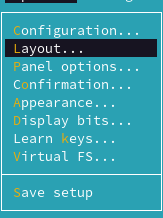 Configuration...
Layout...
Panel options...
Confirmation...
Appearance...
Display bits...
Learn keys...
Virtual FS...
Save setup